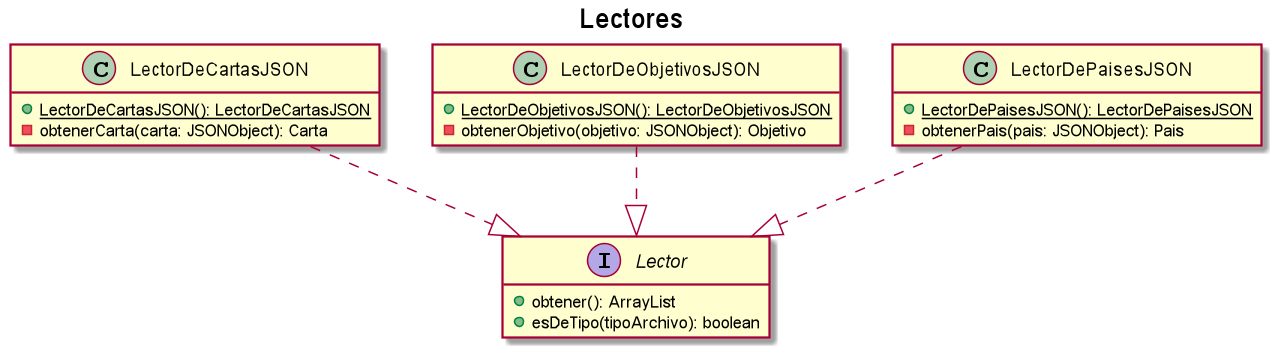 Lectores
C LectorDeCartasJSON
LectorDeCartasJSON(): LectorDeCartasJSON
obtenerCarta(carta: JSONObject): Carta
C LectorDeObjetivosJSON
LectorDeObjetivosJSON(): LectorDeObjetivosJSON
obtenerObjetivo(objetivo: JSONObject): Objetivo
C LectorDePaisesJSON
LectorDePaisesJSON(): LectorDePaisesJSON
obtenerPais(pais: JSONObject): Pais
I Lector
obtener(): ArrayList
esDeTipo(tipoArchivo): boolean